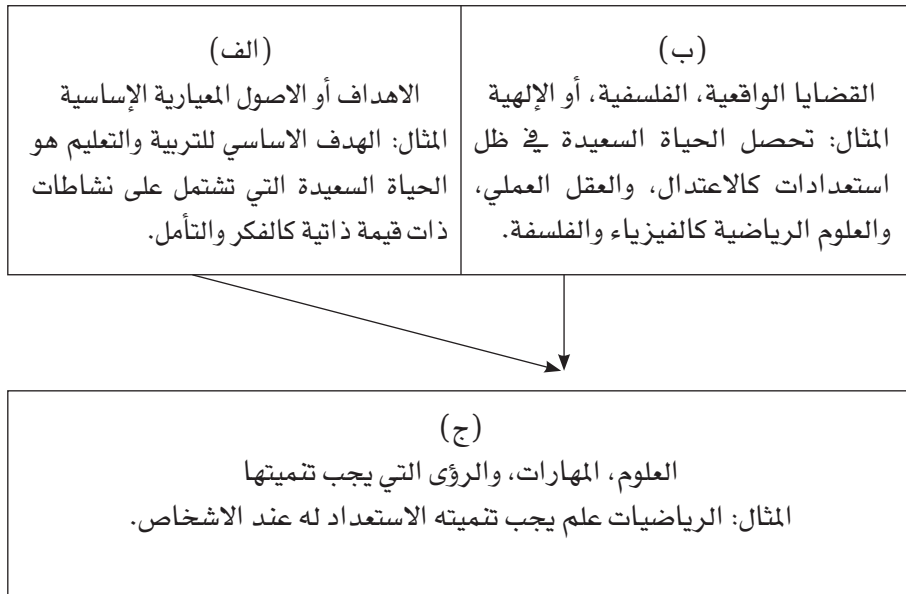 (الف)
الاهداف أو الاصول المعيارية الإساسية
المثال: الهدف الاساسي للتربية والتعليم هو
الحياة السعيدة التي تشتمل على نشاطات
ذات قيمة ذاتية كالفكر والتأمل.
(ب)
القضايا الواقعية، الفلسفية، أو الإلهية
المثال: تحصل الحياة السعيدة في ظل
استعدادات كالاعتدال، والعقل العملي،
والعلوم الرياضية كالفيزياء والفلسفة.
(ج)
العلوم، المهارات، والرؤى التي يجب تنميتها
المثال: الرياضيات علم يجب تنميته الاستعداد له عند الاشخاص.